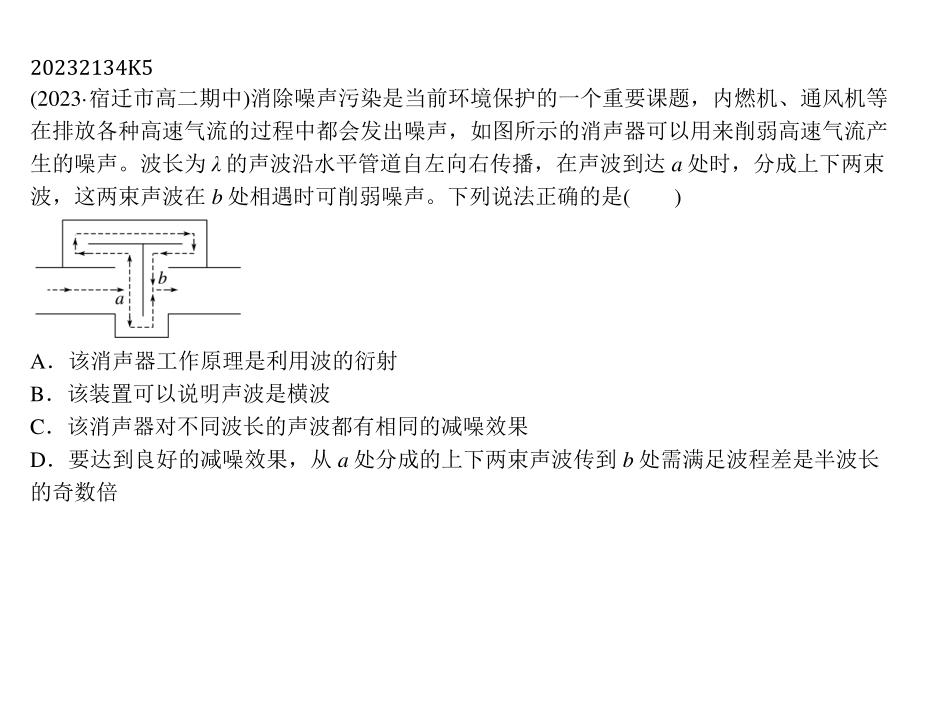 20232134K5
(2023·宿迁市高二期中)消除噪声污染是当前环境保护的一个重要课题，内燃机、通风机等
在排放各种高速气流的过程中都会发出噪声，如图所示的消声器可以用来削弱高速气流产
生的噪声。波长为 λ 的声波沿水平管道自左向右传播，在声波到达 a 处时，分成上下两束
波，这两束声波在 b 处相遇时可削弱噪声。下列说法正确的是(　　)
b
a
A．该消声器工作原理是利用波的衍射
B．该装置可以说明声波是横波
C．该消声器对不同波长的声波都有相同的减噪效果
D．要达到良好的减噪效果，从 a 处分成的上下两束声波传到 b 处需满足波程差是半波长
的奇数倍